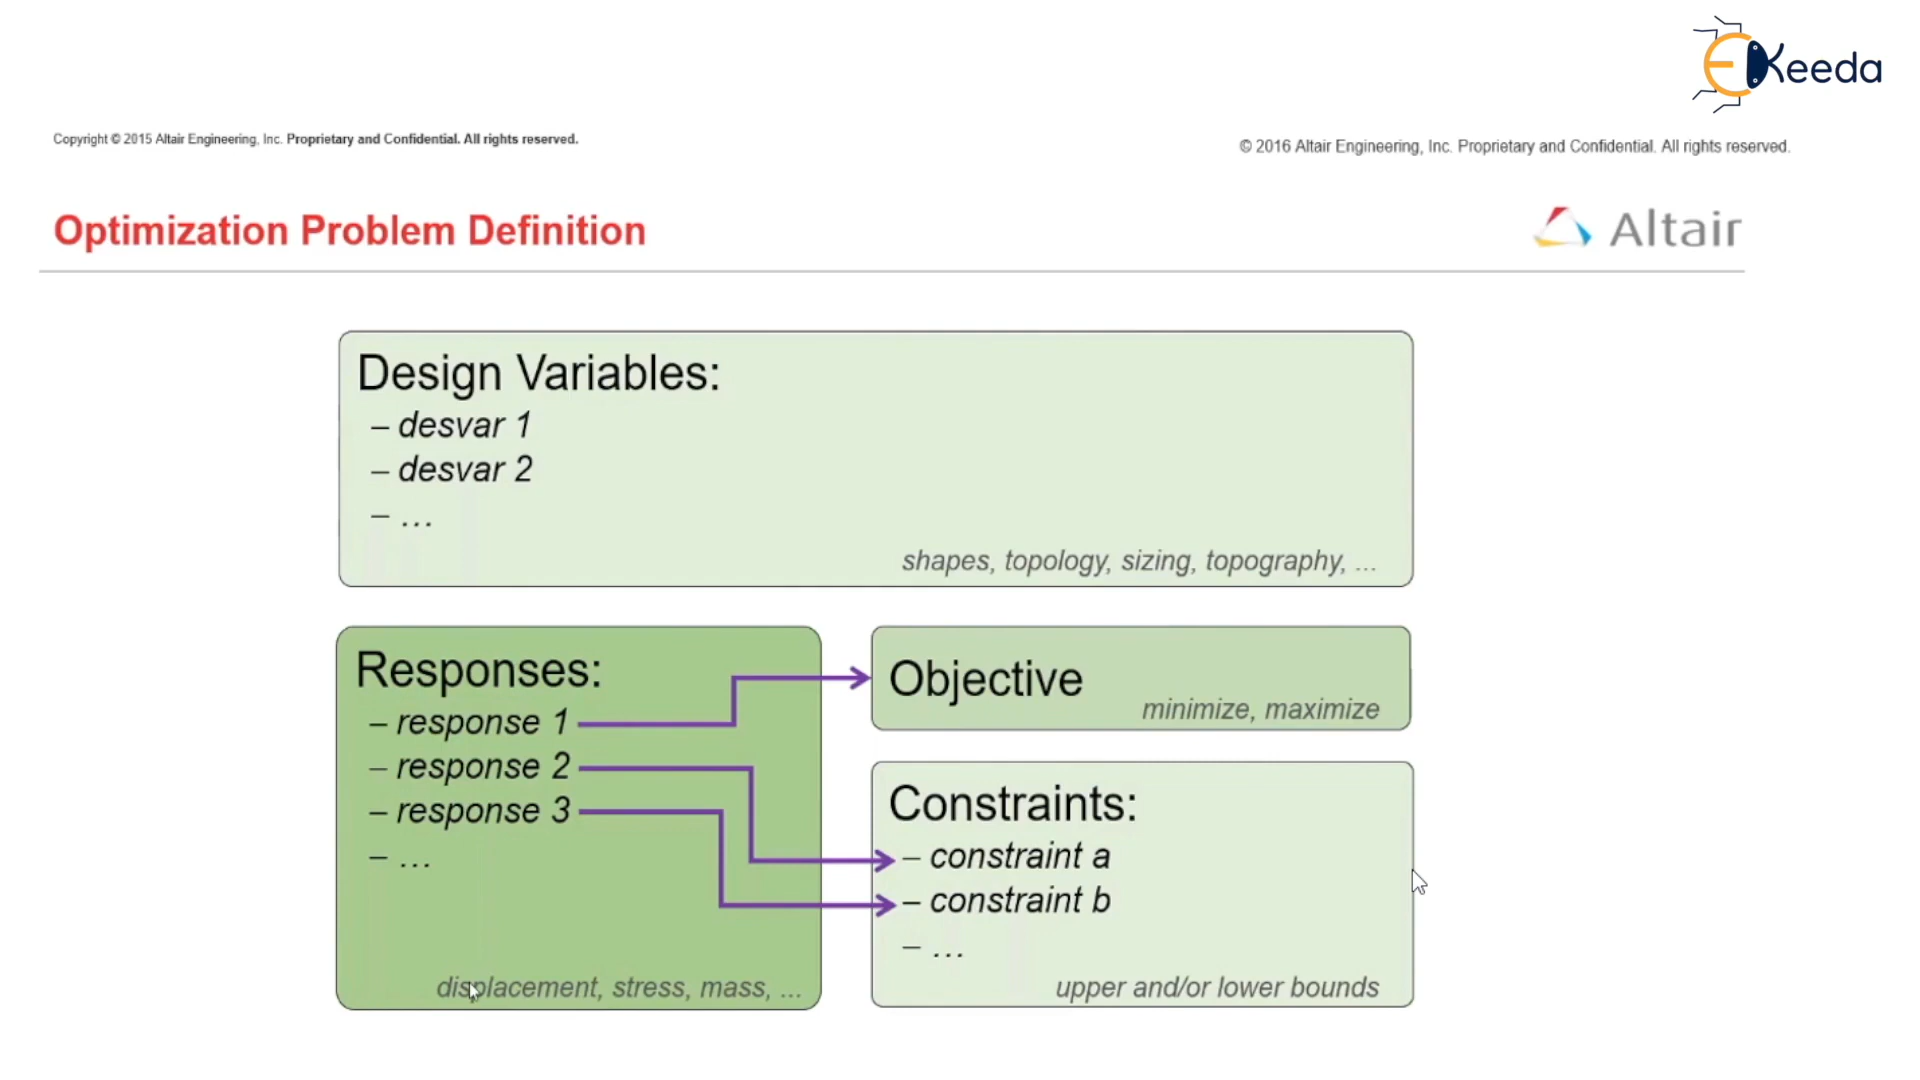 EKeeda
Copyright © 2015 Altair Engineering, Inc. Proprietary and Confidential. All rights reserved.
© 2016 Altair Engineering, Inc. Proprietary and Confidential. All rights reserved.
Optimization Problem Definition
Altair
Design Variables:
– desvar 1
– desvar 2
– ...
shapes, topology, sizing, topography, ...
Responses:
– response 1
– response 2
– response 3
– ...
displacement, stress, mass, ...
Objective
minimize, maximize
Constraints:
– constraint a
– constraint b
– ...
upper and/or lower bounds